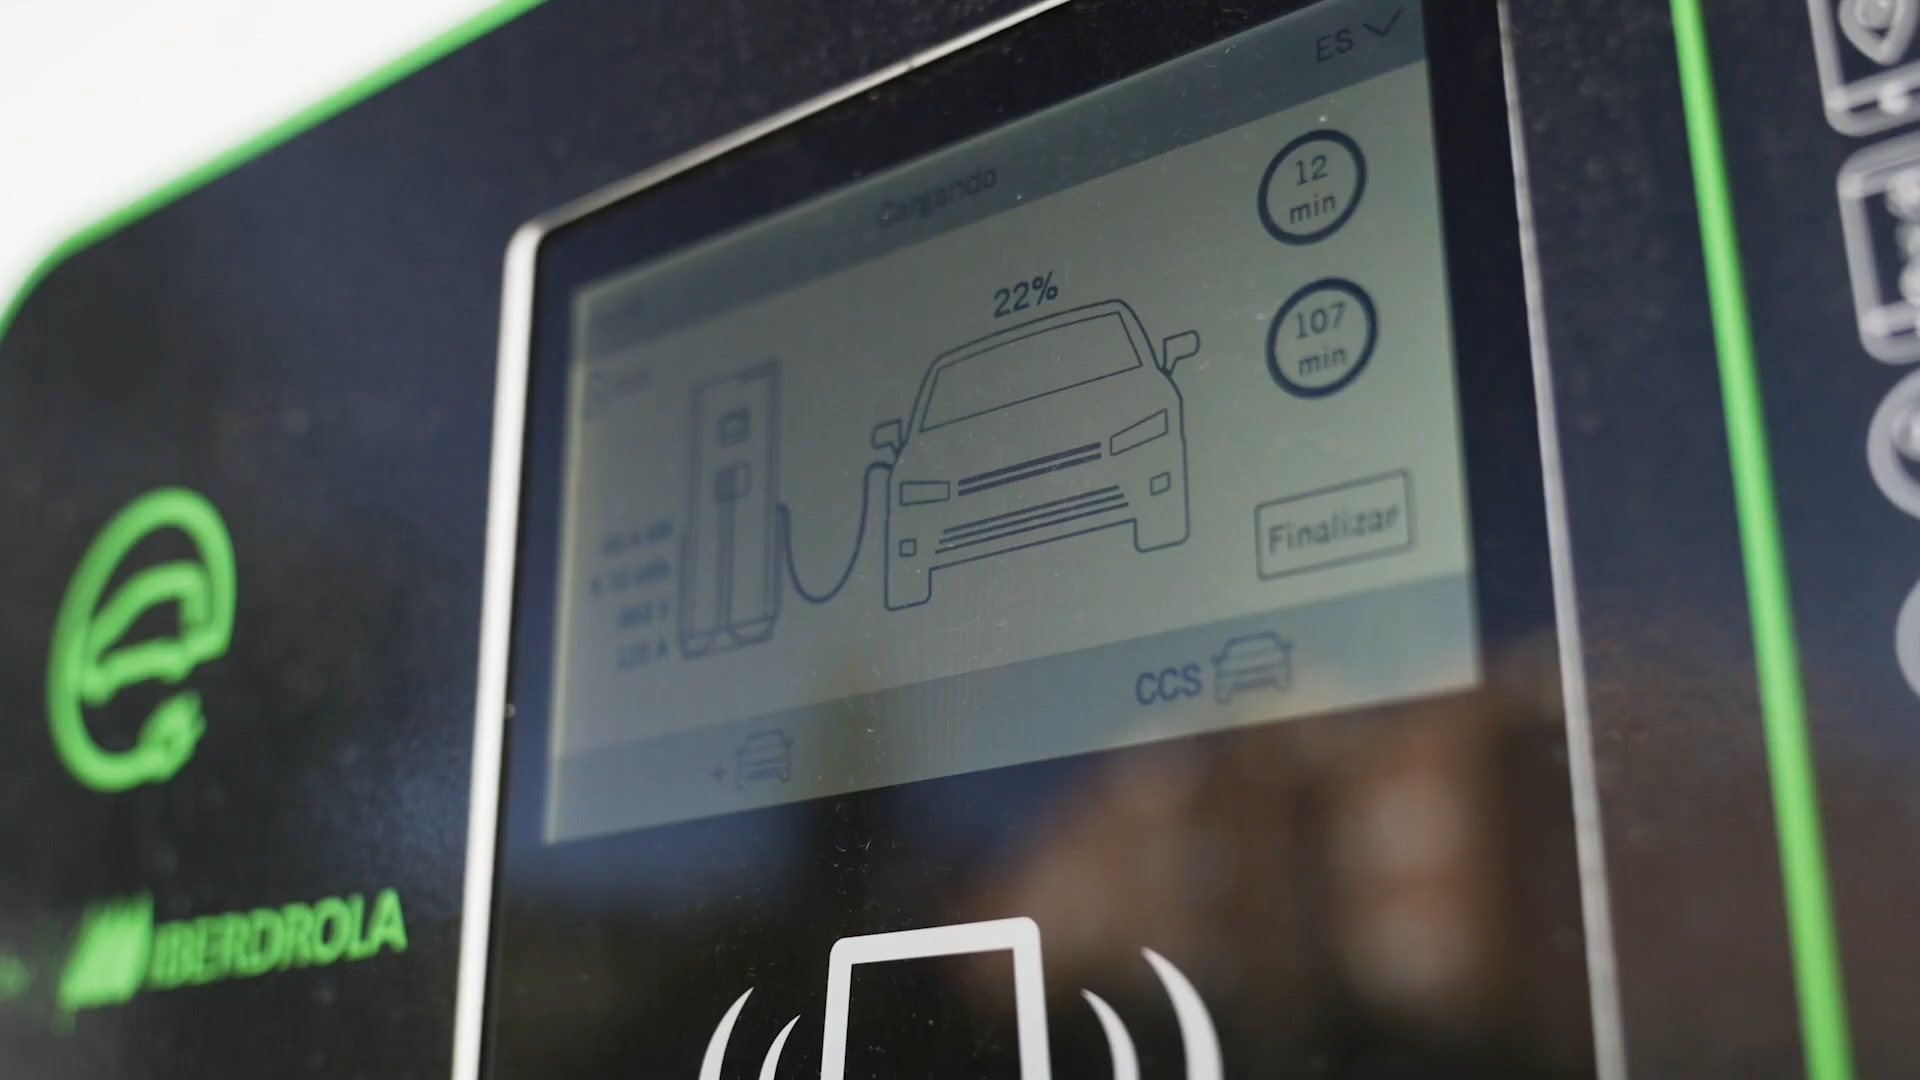 ES
Cargando
12
min
22%
107
min
Finalizar
CCS
+
IBERDROLA